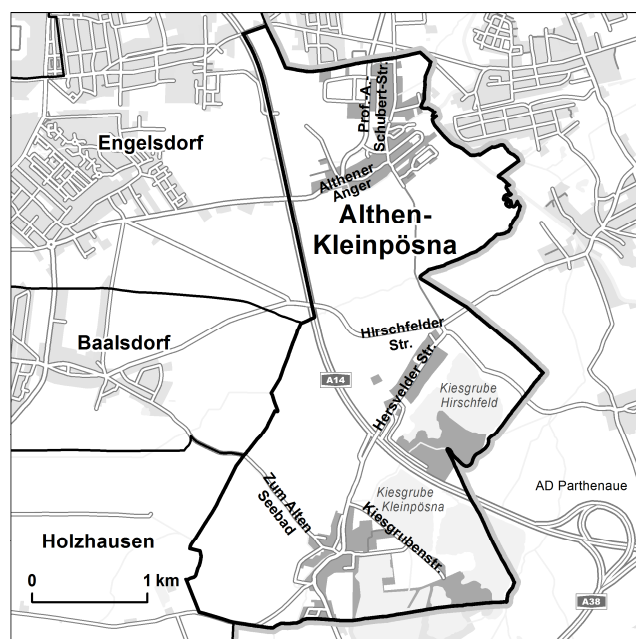 Prof.-A.-
Schubert-Str.
Engelsdorf
Althener
Anger
Althen-
Kleinpösna
Baalsdorf
Hirschfelder
Str.
A14
Hersvelder Str.
Kiesgrube
Hirschfeld
Kiesgrube
Kleinpösna
AD Parthenaue
Zum Alten
Seebad
Kiesgrubenstr.
Holzhausen
0 1 km
A38